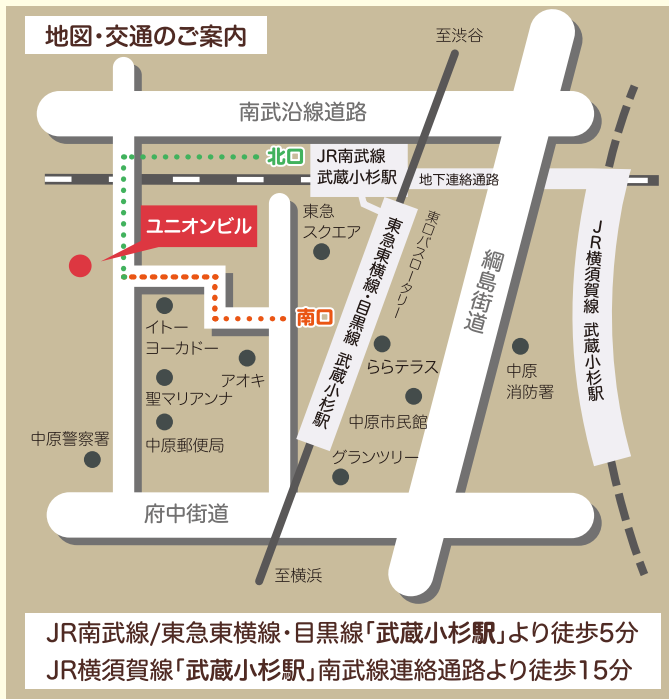 地図・交通のご案内
至渋谷
南武沿線道路
北口
JR南武線
武蔵小杉駅
地下連絡通路
ユニオンビル
東急
スクエア
東口バスロータリー
東急東横線・目黒線 武蔵小杉駅
綱島街道
JR横須賀線 武蔵小杉駅
南口
イトー
ヨーカドー
アオキ
ららテラス
中原
消防署
聖マリアンナ
中原市民館
中原警察署
中原郵便局
グランツリー
府中街道
至横浜
JR南武線/東急東横線・目黒線「武蔵小杉駅」より徒歩5分
JR横須賀線「武蔵小杉駅」南武線連絡通路より徒歩15分